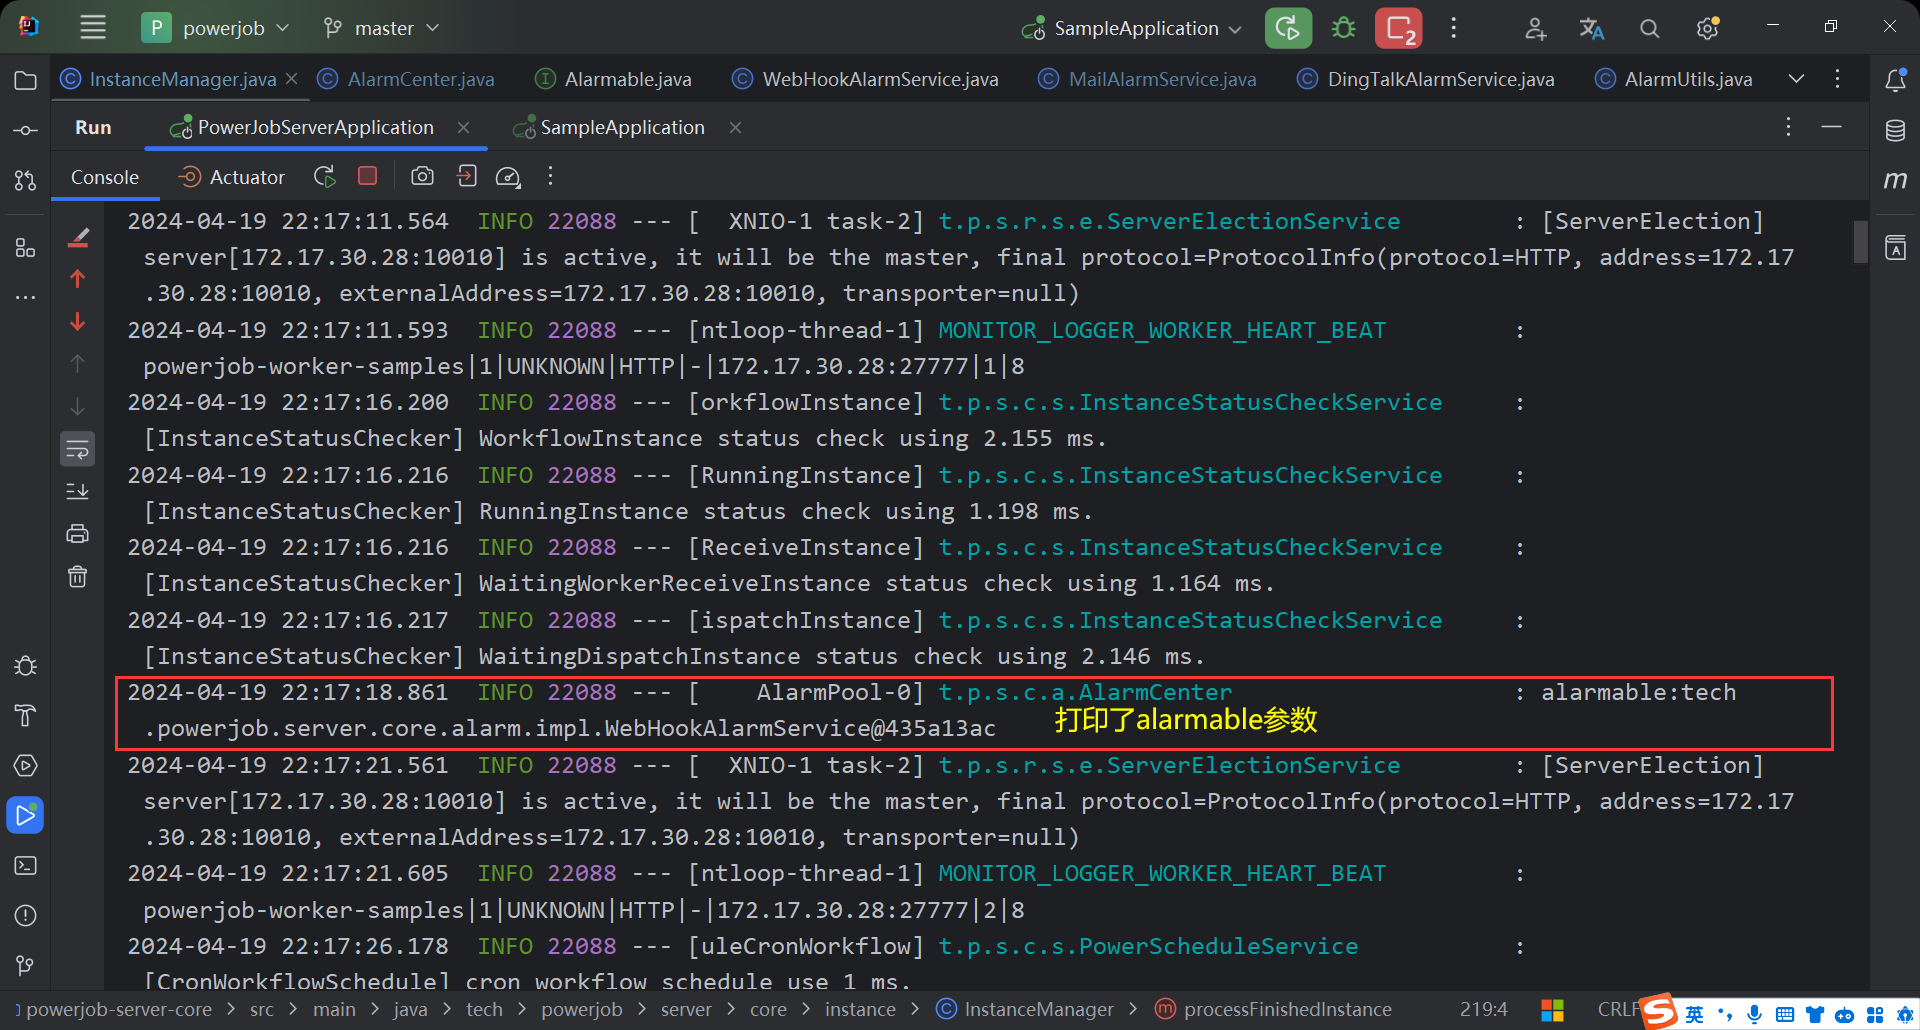 P powerjob master SampleApplication 2
InstanceManager.java AlarmCenter.java Alarmable.java WebHookAlarmService.java MailAlarmService.java DingTalkAlarmService.java AlarmUtils.java
Run PowerJobServerApplication SampleApplication
Console Actuator
2024-04-19 22:17:11.564 INFO 22088 --- [ XNIO-1 task-2] t.p.s.r.s.e.ServerElectionService : [ServerElection]
server[172.17.30.28:10010] is active, it will be the master, final protocol=ProtocolInfo(protocol=HTTP, address=172.17
.30.28:10010, externalAddress=172.17.30.28:10010, transporter=null)
2024-04-19 22:17:11.593 INFO 22088 --- [ntloop-thread-1] MONITOR_LOGGER_WORKER_HEART_BEAT :
powerjob-worker-samples|1|UNKNOWN|HTTP|-|172.17.30.28:27777|1|8
2024-04-19 22:17:16.200 INFO 22088 --- [orkflowInstance] t.p.s.c.s.InstanceStatusCheckService :
[InstanceStatusChecker] WorkflowInstance status check using 2.155 ms.
2024-04-19 22:17:16.216 INFO 22088 --- [RunningInstance] t.p.s.c.s.InstanceStatusCheckService :
[InstanceStatusChecker] RunningInstance status check using 1.198 ms.
2024-04-19 22:17:16.216 INFO 22088 --- [ReceiveInstance] t.p.s.c.s.InstanceStatusCheckService :
[InstanceStatusChecker] WaitingWorkerReceiveInstance status check using 1.164 ms.
2024-04-19 22:17:16.217 INFO 22088 --- [ispatchInstance] t.p.s.c.s.InstanceStatusCheckService :
[InstanceStatusChecker] WaitingDispatchInstance status check using 2.146 ms.
2024-04-19 22:17:18.861 INFO 22088 --- [ AlarmPool-0] t.p.s.c.a.AlarmCenter : alarmable:tech
.powerjob.server.core.alarm.impl.WebHookAlarmService@435a13ac 打印了alarmable参数
2024-04-19 22:17:21.561 INFO 22088 --- [ XNIO-1 task-2] t.p.s.r.s.e.ServerElectionService : [ServerElection]
server[172.17.30.28:10010] is active, it will be the master, final protocol=ProtocolInfo(protocol=HTTP, address=172.17
.30.28:10010, externalAddress=172.17.30.28:10010, transporter=null)
2024-04-19 22:17:21.605 INFO 22088 --- [ntloop-thread-1] MONITOR_LOGGER_WORKER_HEART_BEAT :
powerjob-worker-samples|1|UNKNOWN|HTTP|-|172.17.30.28:27777|2|8
2024-04-19 22:17:26.178 INFO 22088 --- [uleCronWorkflow] t.p.s.c.s.PowerScheduleService :
[CronWorkflowSchedule] cron workflow schedule use 1 ms.
powerjob-server-core > src > main > java > tech > powerjob > server > core > instance > InstanceManager > processFinishedInstance 219:4 CRLF 英